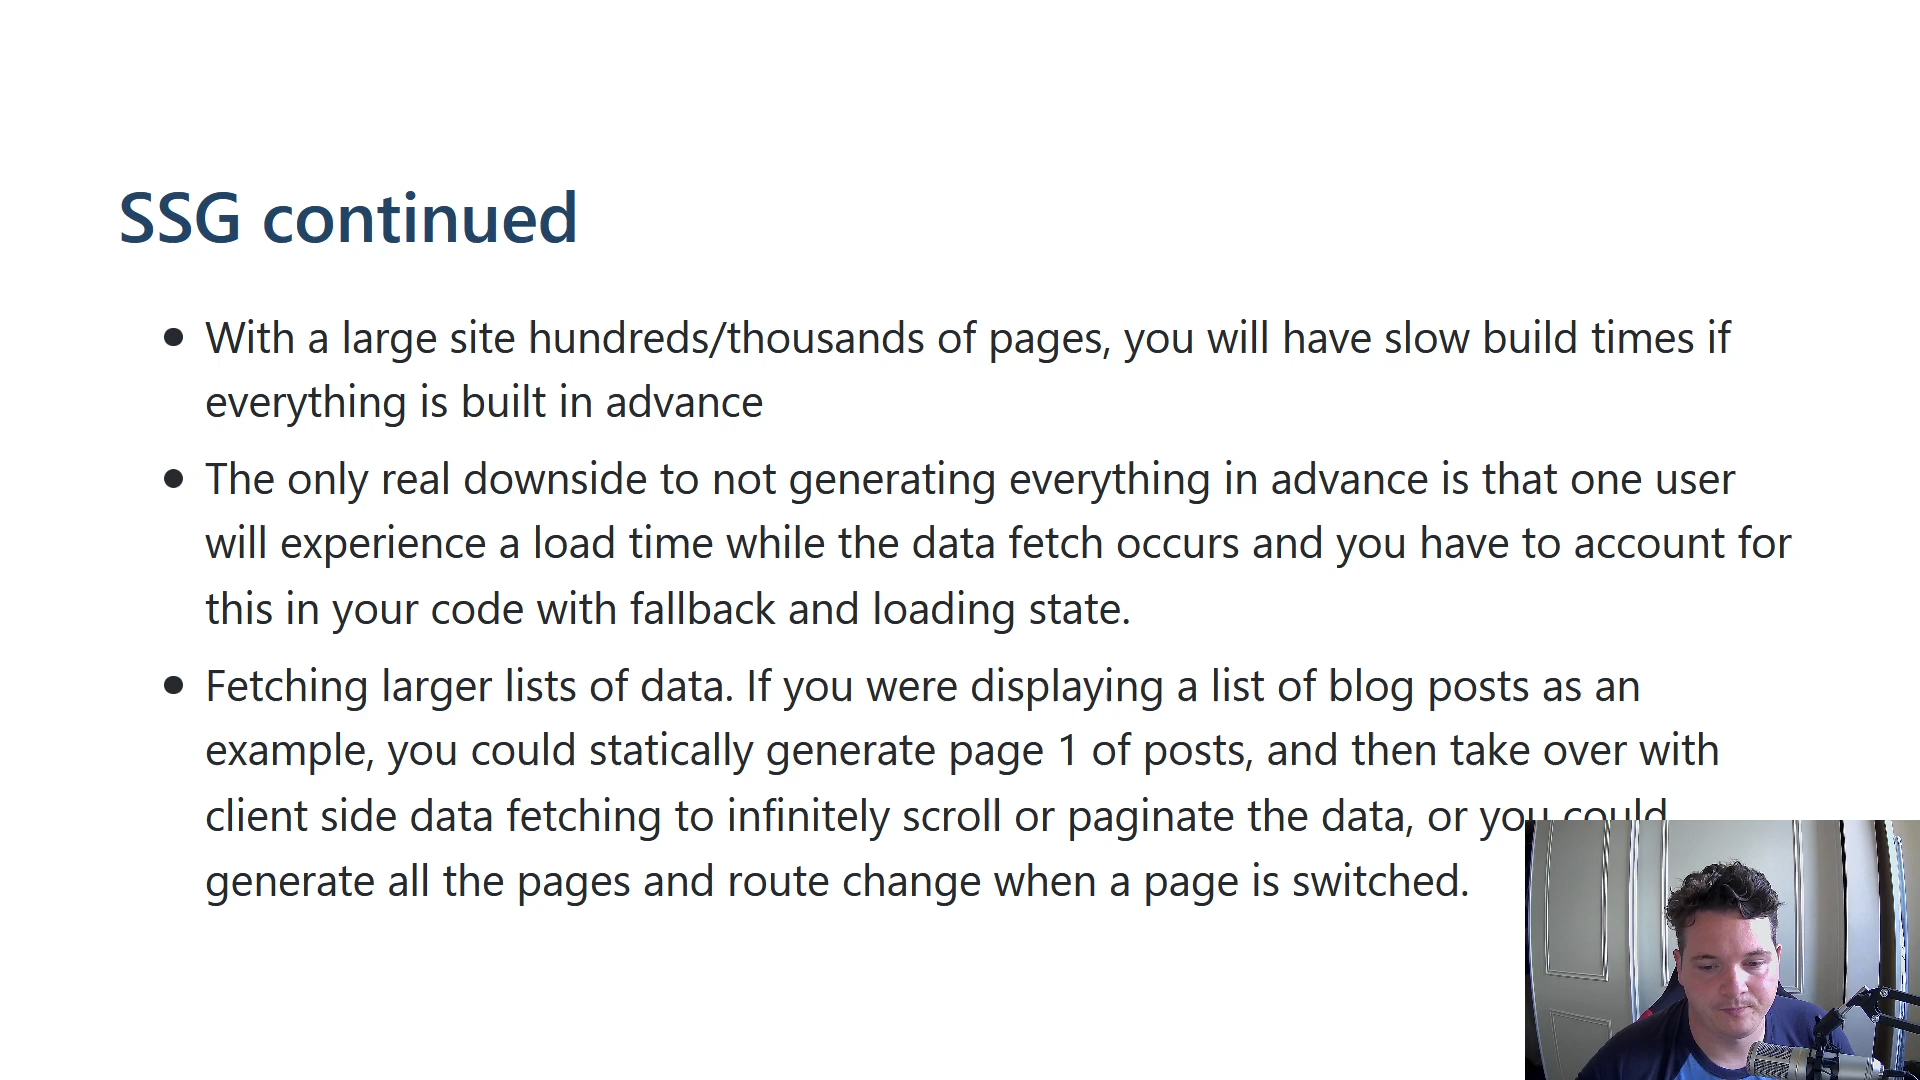 SSG continued
• With a large site hundreds/thousands of pages, you will have slow build times if
everything is built in advance
• The only real downside to not generating everything in advance is that one user
will experience a load time while the data fetch occurs and you have to account for
this in your code with fallback and loading state.
• Fetching larger lists of data. If you were displaying a list of blog posts as an
example, you could statically generate page 1 of posts, and then take over with
client side data fetching to infinitely scroll or paginate the data, or you could
generate all the pages and route change when a page is switched.